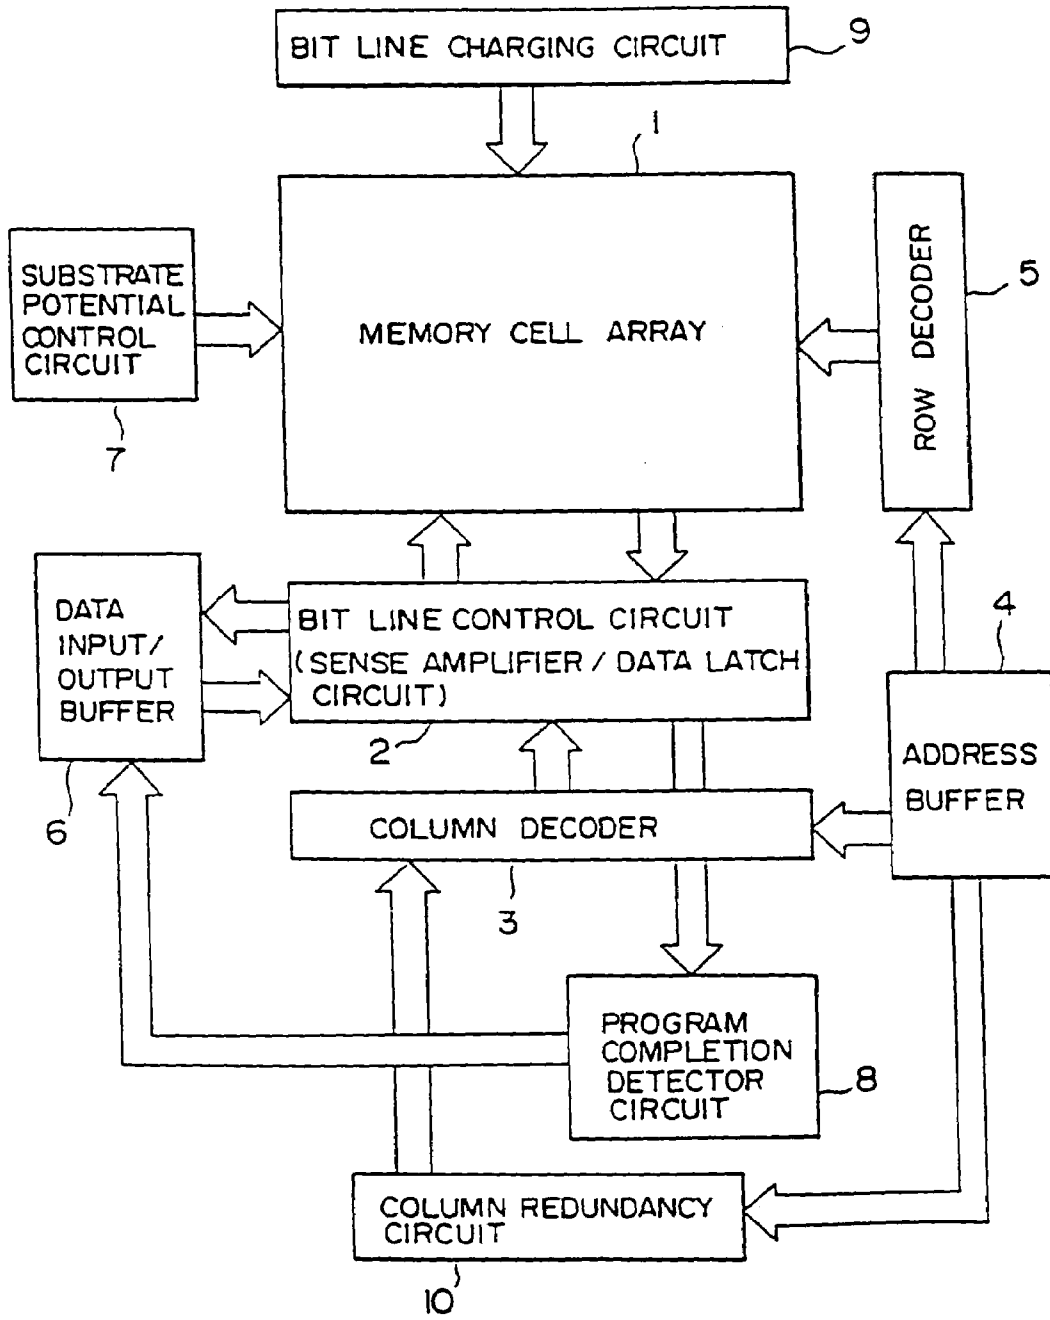 BIT LINE CHARGING CIRCUIT
9
1
SUBSTRATE
POTENTIAL
CONTROL
CIRCUIT
7
MEMORY CELL ARRAY
ROW DECODER
5
DATA
INPUT/
OUTPUT
BUFFER
6
BIT LINE CONTROL CIRCUIT
(SENSE AMPLIFIER / DATA LATCH
CIRCUIT)
2
4
ADDRESS
BUFFER
COLUMN DECODER
3
PROGRAM
COMPLETION
DETECTOR
CIRCUIT
8
COLUMN REDUNDANCY
CIRCUIT
10